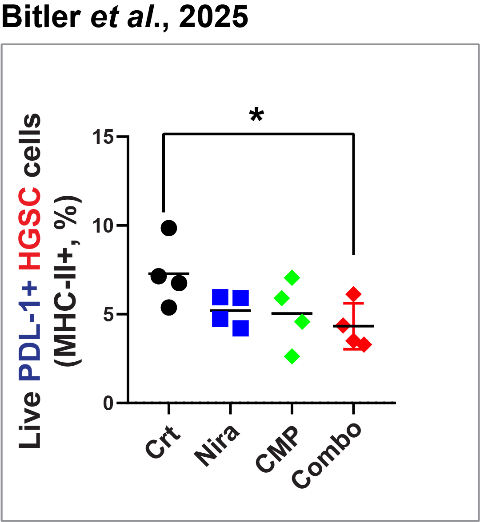 Bitler et al., 2025
*
Live PDL-1+ HGSC cells
(MHC-II+, %)
15
10
5
0
Crt
Nira
CMP
Combo